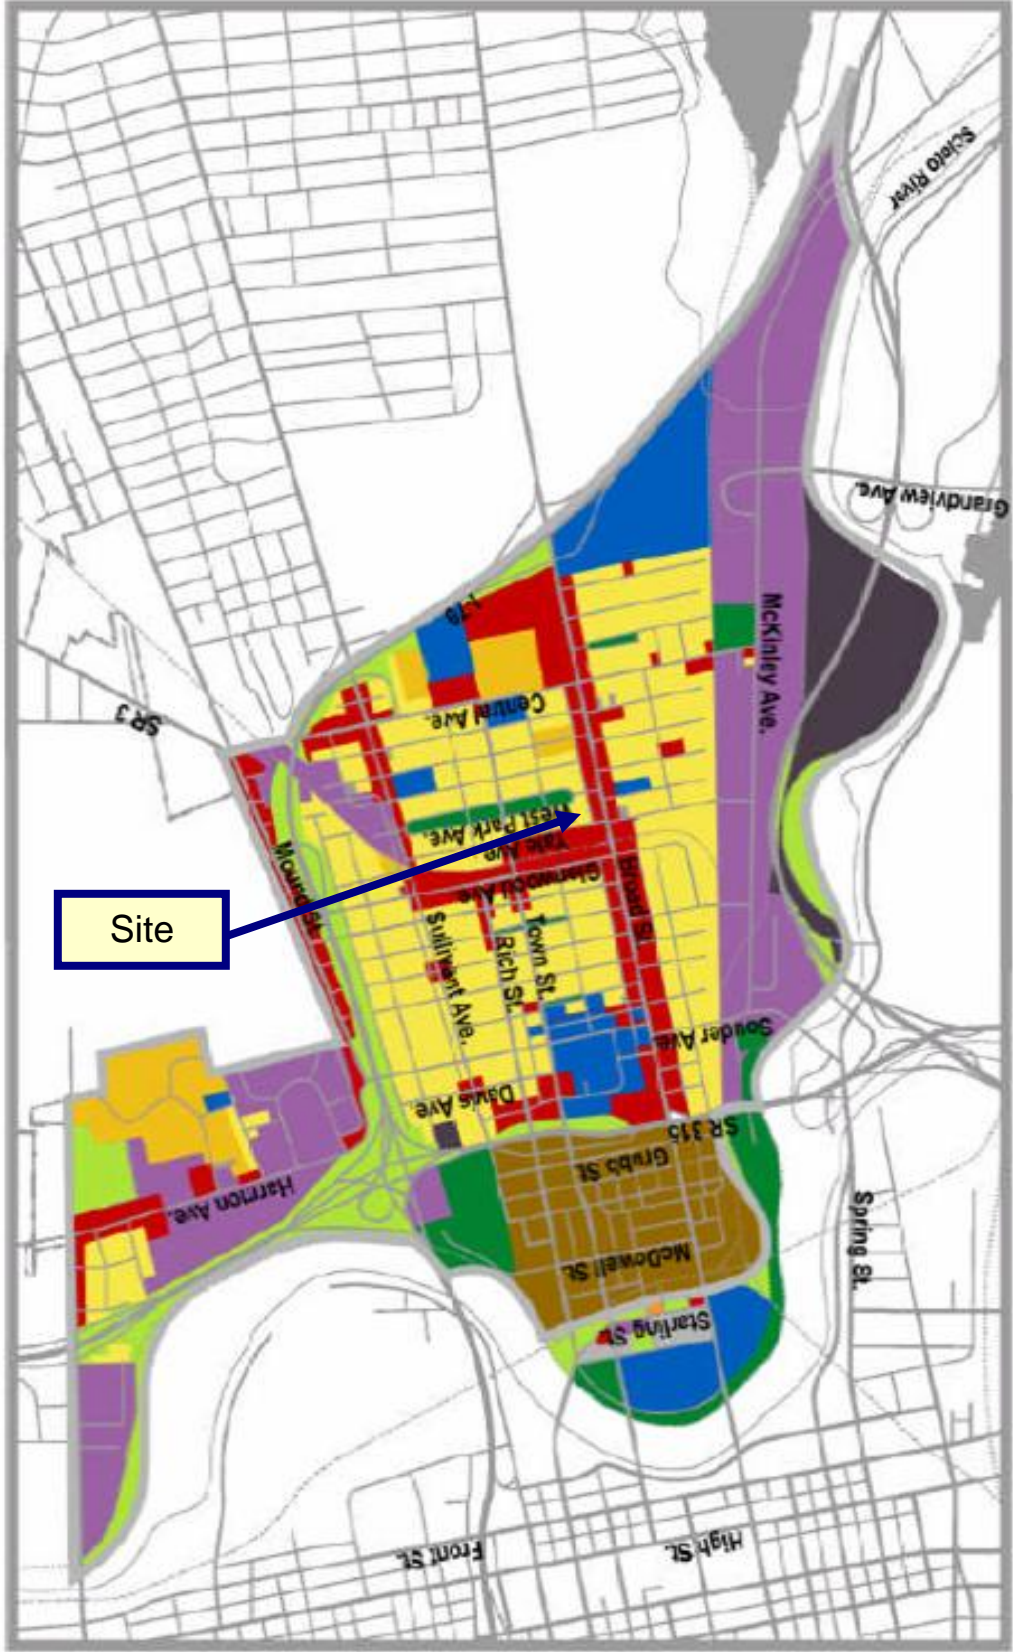 Scioto River
Grandview Ave.
McKinley Ave.
I-70
SR 3
Central Ave.
West Park Ave.
Yale Ave
Glenwood Ave
Mound St.
Site
Broad St.
Sullivant Ave.
Rich St.
Town St.
Souder Ave.
Davis Ave.
SR 315
Grubb St.
Harmon Ave.
McDowell St.
Spring St.
Starling St.
Front St.
High St.